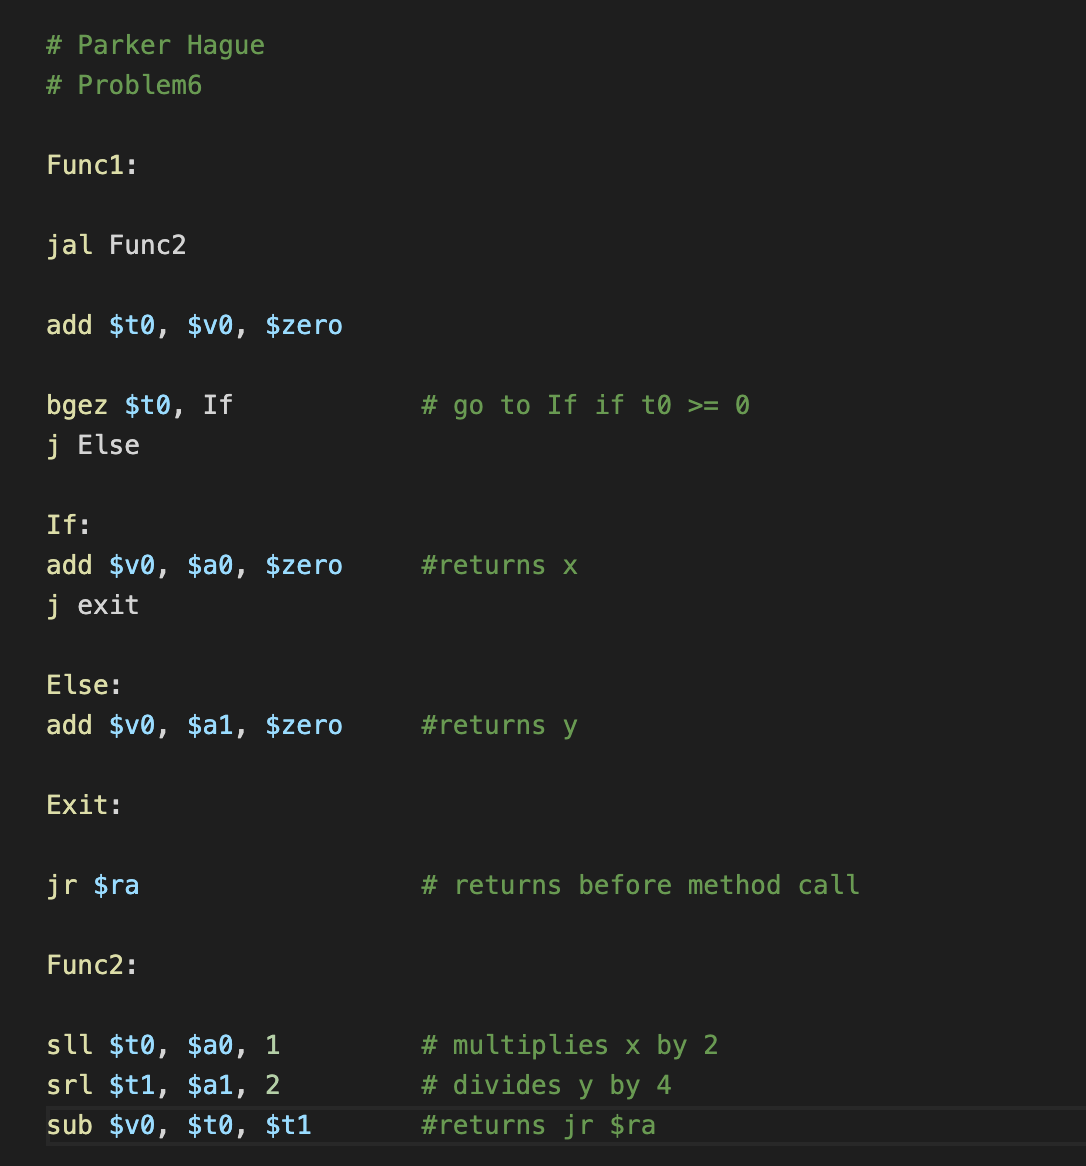 # Parker Hague
# Problem6
Func1:
jal Func2
add $t0, $v0, $zero
bgez $t0, If # go to If if t0 >= 0
j Else
If:
add $v0, $a0, $zero #returns x
j exit
Else:
add $v0, $a1, $zero #returns y
Exit:
jr $ra # returns before method call
Func2:
sll $t0, $a0, 1 # multiplies x by 2
srl $t1, $a1, 2 # divides y by 4
sub $v0, $t0, $t1 #returns jr $ra